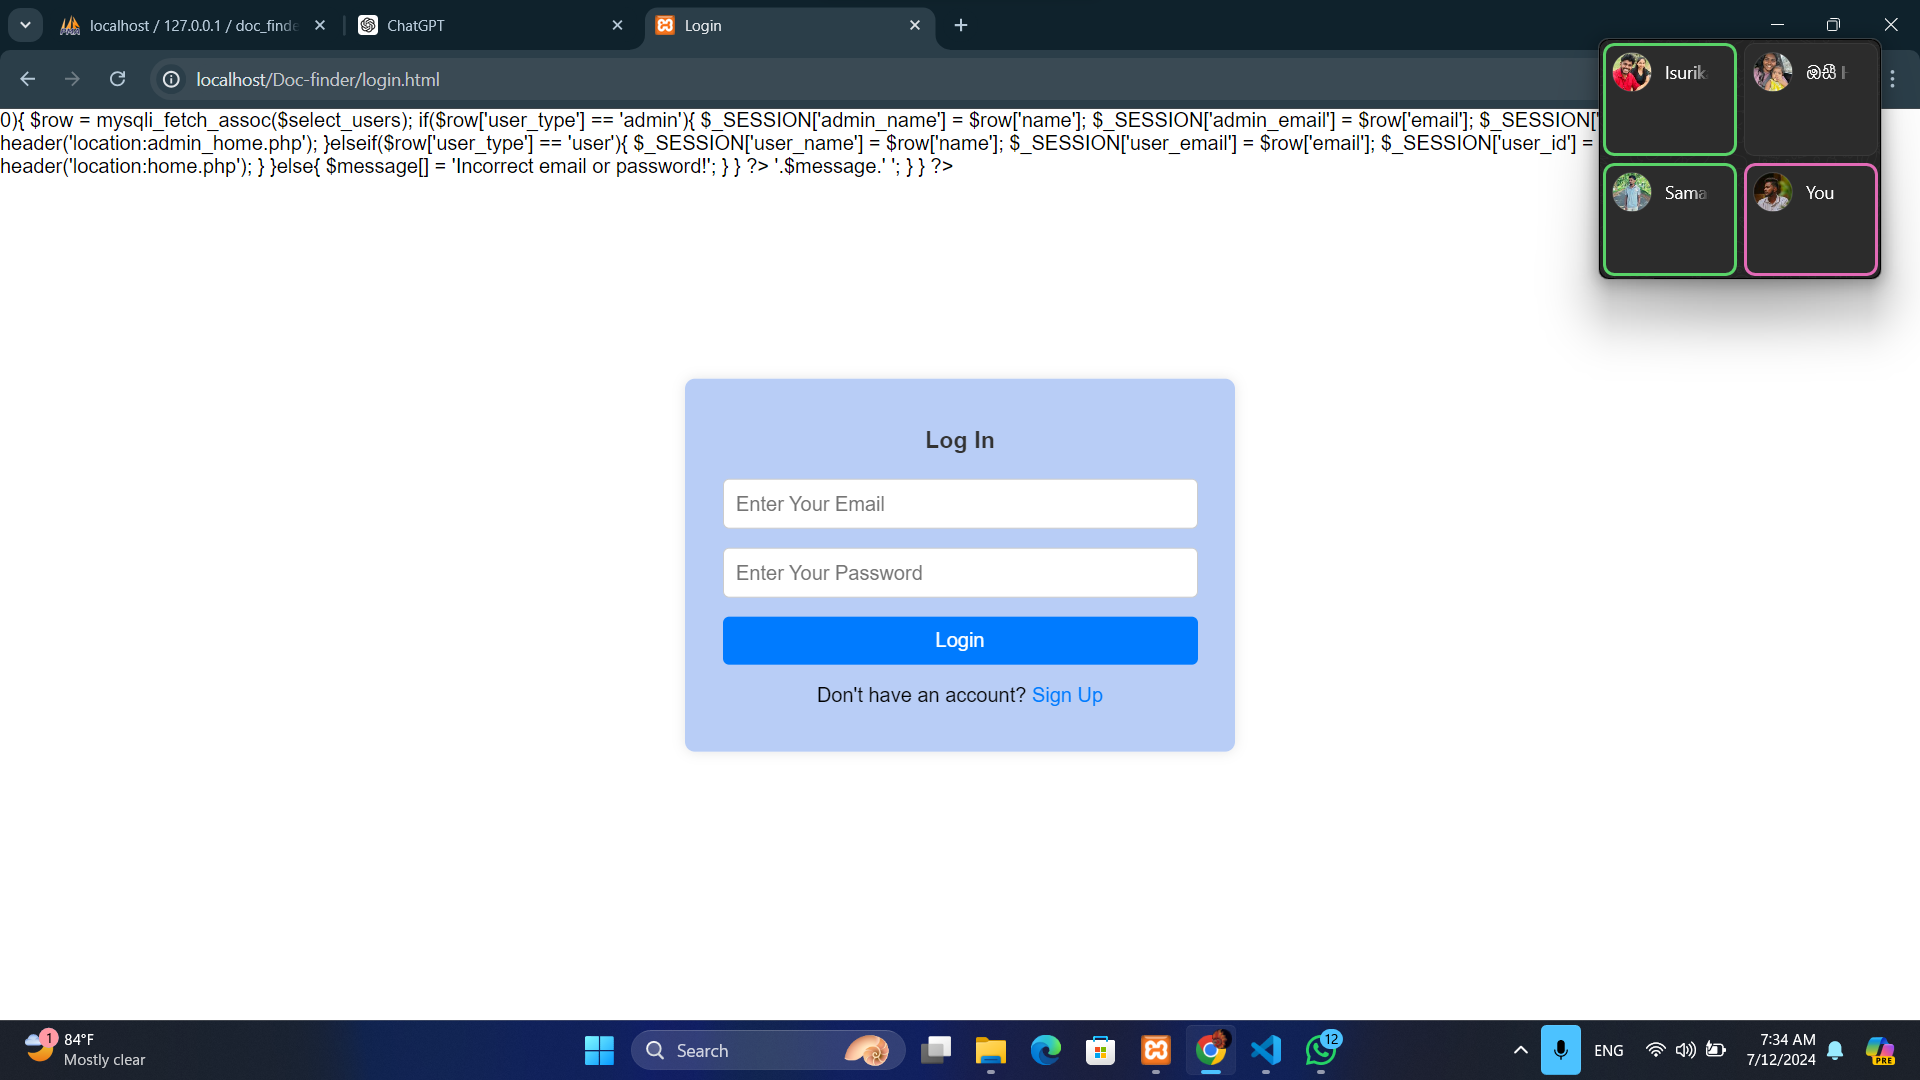 localhost / 127.0.0.1 / doc_finde
ChatGPT
Login
localhost/Doc-finder/login.html
0){ $row = mysqli_fetch_assoc($select_users); if($row['user_type'] == 'admin'){ $_SESSION['admin_name'] = $row['name']; $_SESSION['admin_email'] = $row['email']; $_SESSION['
header('location:admin_home.php'); }elseif($row['user_type'] == 'user'){ $_SESSION['user_name'] = $row['name']; $_SESSION['user_email'] = $row['email']; $_SESSION['user_id'] =
header('location:home.php'); } }else{ $message[] = 'Incorrect email or password!'; } } ?> '.$message.' '; } } ?>
Isurik
ඔසී
Sama
You
Log In
Enter Your Email
Enter Your Password
Login
Don't have an account? Sign Up
1
84°F
Mostly clear
Search
12
ENG
7:34 AM
7/12/2024
PRE